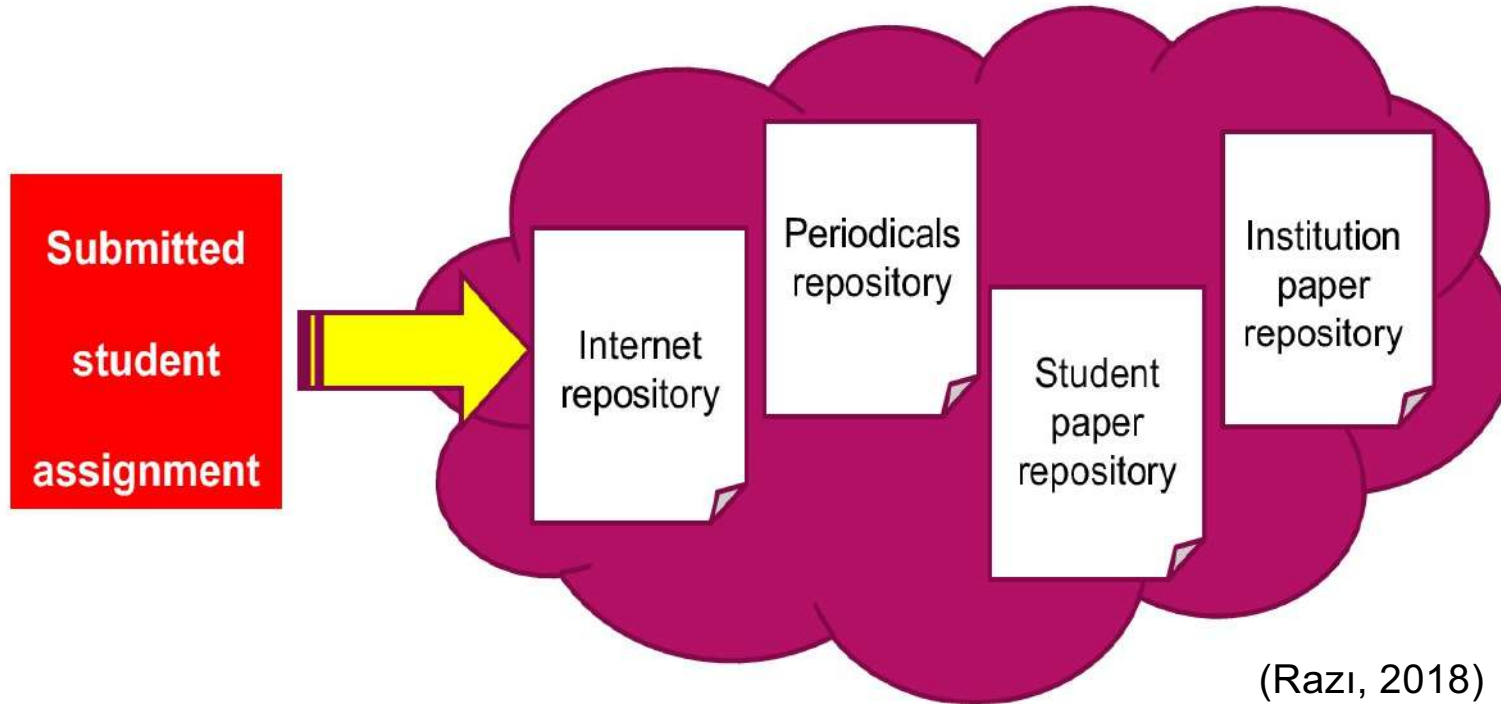 Submitted
student
assignment
Internet
repository
Periodicals
repository
Student
paper
repository
Institution
paper
repository
(Razı, 2018)